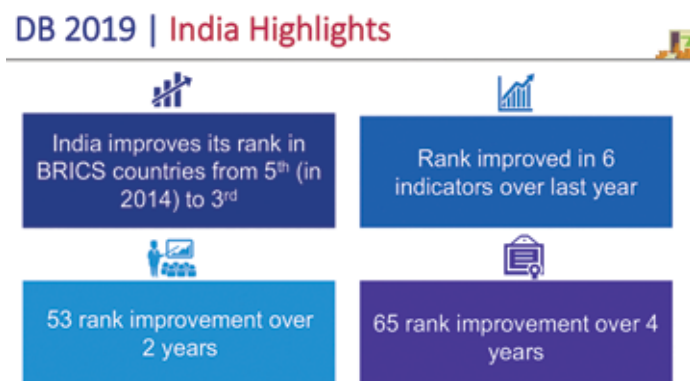 DB 2019 | India Highlights
India improves its rank in
BRICS countries from 5th (in
2014) to 3rd
Rank improved in 6
indicators over last year
53 rank improvement over
2 years
65 rank improvement over 4
years